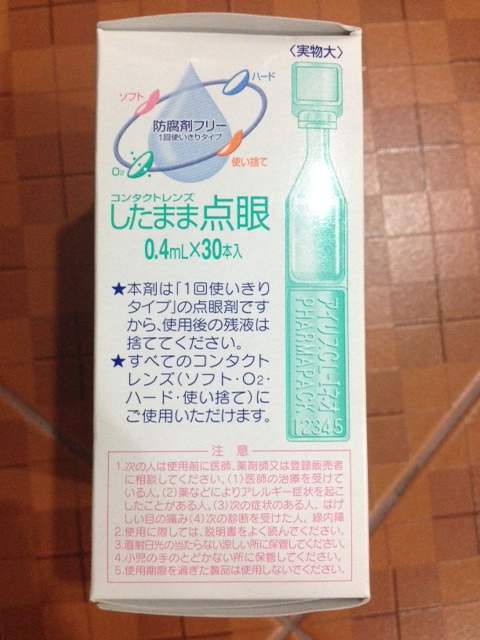 〈実物大〉
ハード
ソフト
防腐剤フリー
1回使いきりタイプ
使い捨て
O₂
コンタクトレンズ
したまま点眼
0.4mL×30本入
★本剤は「1回使いきり
タイプ」の点眼剤です
から、使用後の残液は
捨ててください。
★すべてのコンタクト
レンズ(ソフト・O₂・
ハード・使い捨て)に
ご使用いただけます。
アイリスCL-Iネオ
PHARMAPACK
12345
注 意
1.次の人は使用前に医師、薬剤師又は登録販売者
に相談してください。(1)医師の治療を受けて
いる人。(2)薬などによりアレルギー症状を起こ
したことがある人。(3)次の症状のある人。はげ
しい目の痛み(4)次の診断を受けた人。緑内障
2.使用に際しては、説明書をよく読んでください。
3.直射日光の当たらない涼しい所に保管してください。
4.小児の手のとどかない所に保管してください。
5.使用期限を過ぎた製品は使用しないでください。